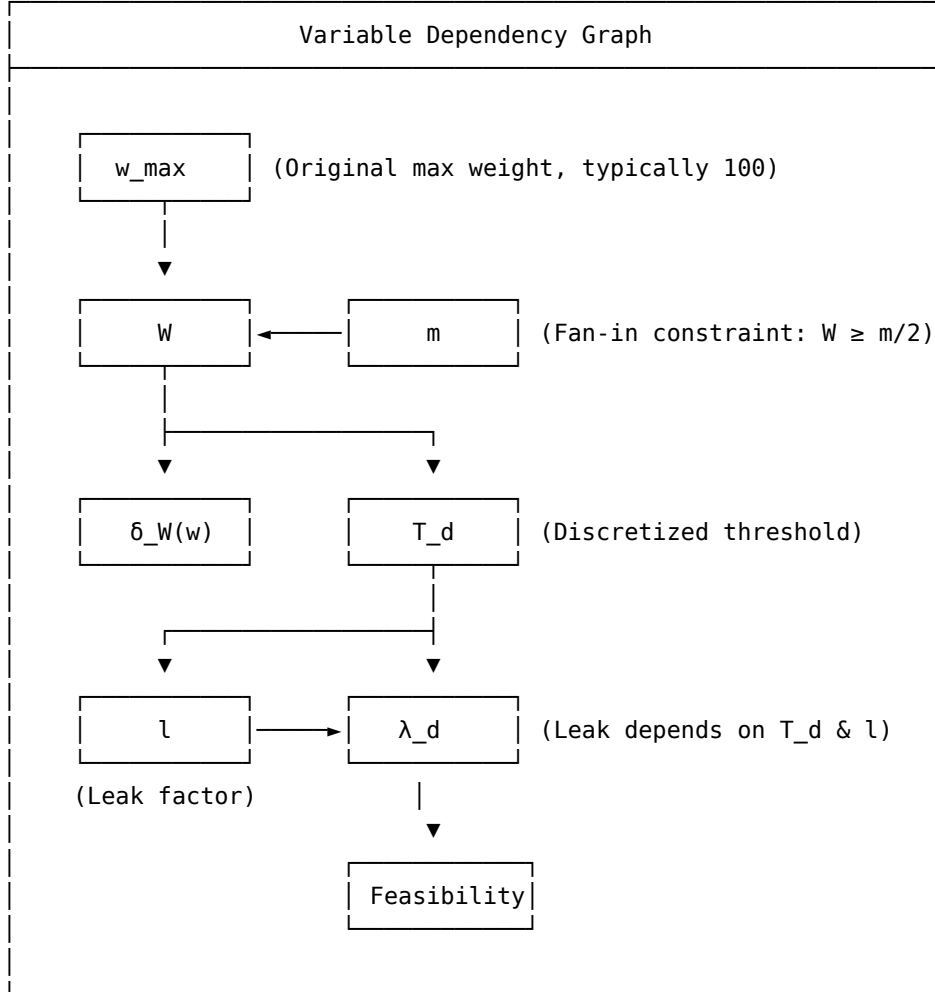 Variable Dependency Graph
w_max (Original max weight, typically 100)
W m (Fan-in constraint: W ≥ m/2)
δ_W(w) T_d (Discretized threshold)
l λ_d (Leak depends on T_d & l)
(Leak factor)
Feasibility